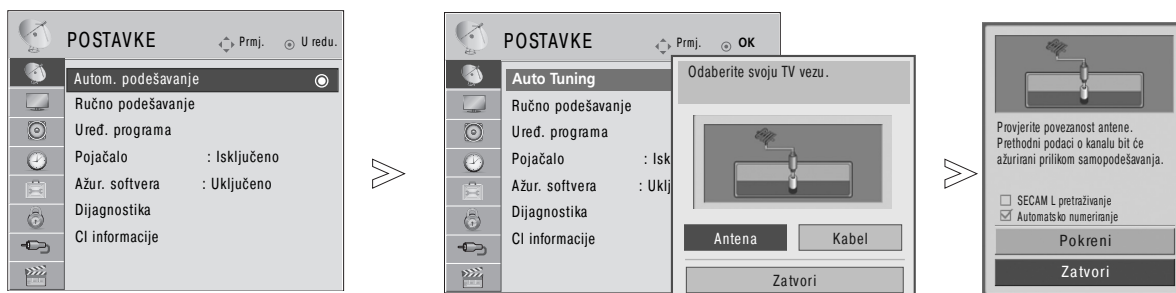 POSTAVKE
Prmj. U redu.
Autom. podešavanje
Ručno podešavanje
Uređ. programa
Pojačalo : Isključeno
Ažur. softvera : Uključeno
Dijagnostika
CI informacije
POSTAVKE
Prmj. OK
Auto Tuning
Ručno podešavanje
Uređ. programa
Pojačalo : Isk
Ažur. softvera : Uklj
Dijagnostika
CI informacije
Odaberite svoju TV vezu.
Antena Kabel
Zatvori
Provjerite povezanost antene.
Prethodni podaci o kanalu bit će
ažurirani prilikom samopodešavanja.
SECAM L pretraživanje
Automatsko numeriranje
Pokreni
Zatvori